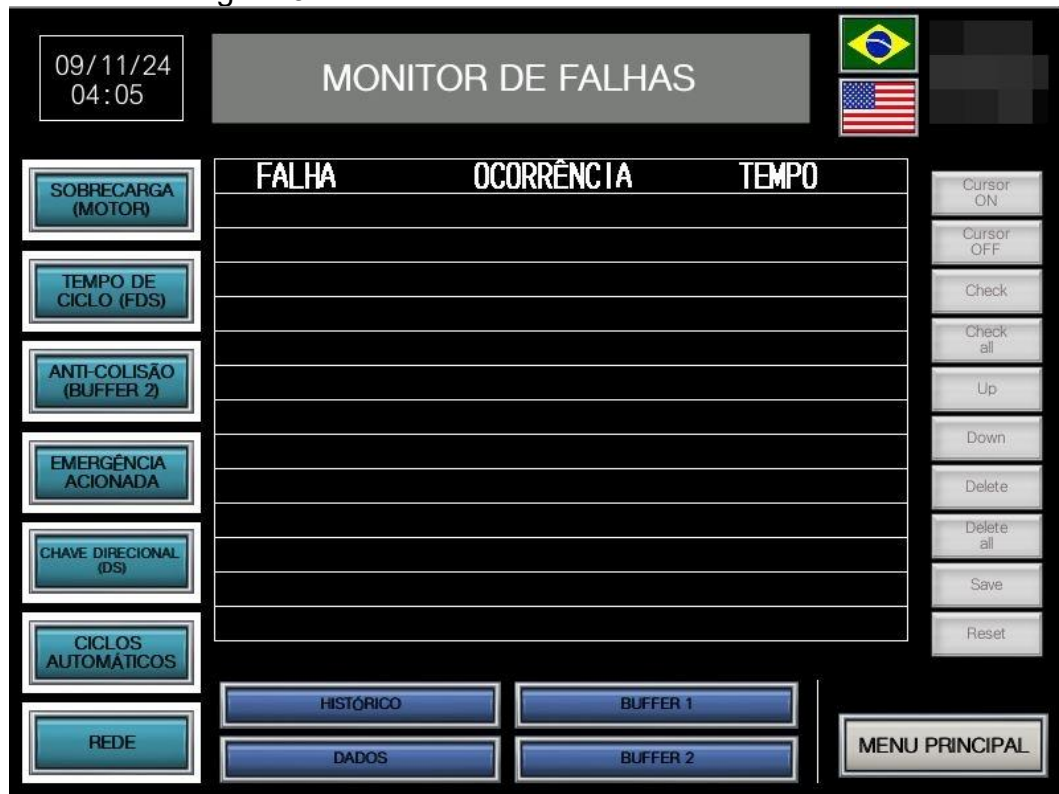 09/11/24
04:05
MONITOR DE FALHAS
FALHA OCORRÊNCIA TEMPO
SOBRECARGA
(MOTOR)
TEMPO DE
CICLO (FDS)
ANTI-COLISÃO
(BUFFER 2)
EMERGÊNCIA
ACIONADA
CHAVE DIRECIONAL
(DS)
CICLOS
AUTOMÁTICOS
REDE
Cursor
ON
Cursor
OFF
Check
Check
all
Up
Down
Delete
Delete
all
Save
Reset
HISTÓRICO
BUFFER 1
DADOS
BUFFER 2
MENU PRINCIPAL